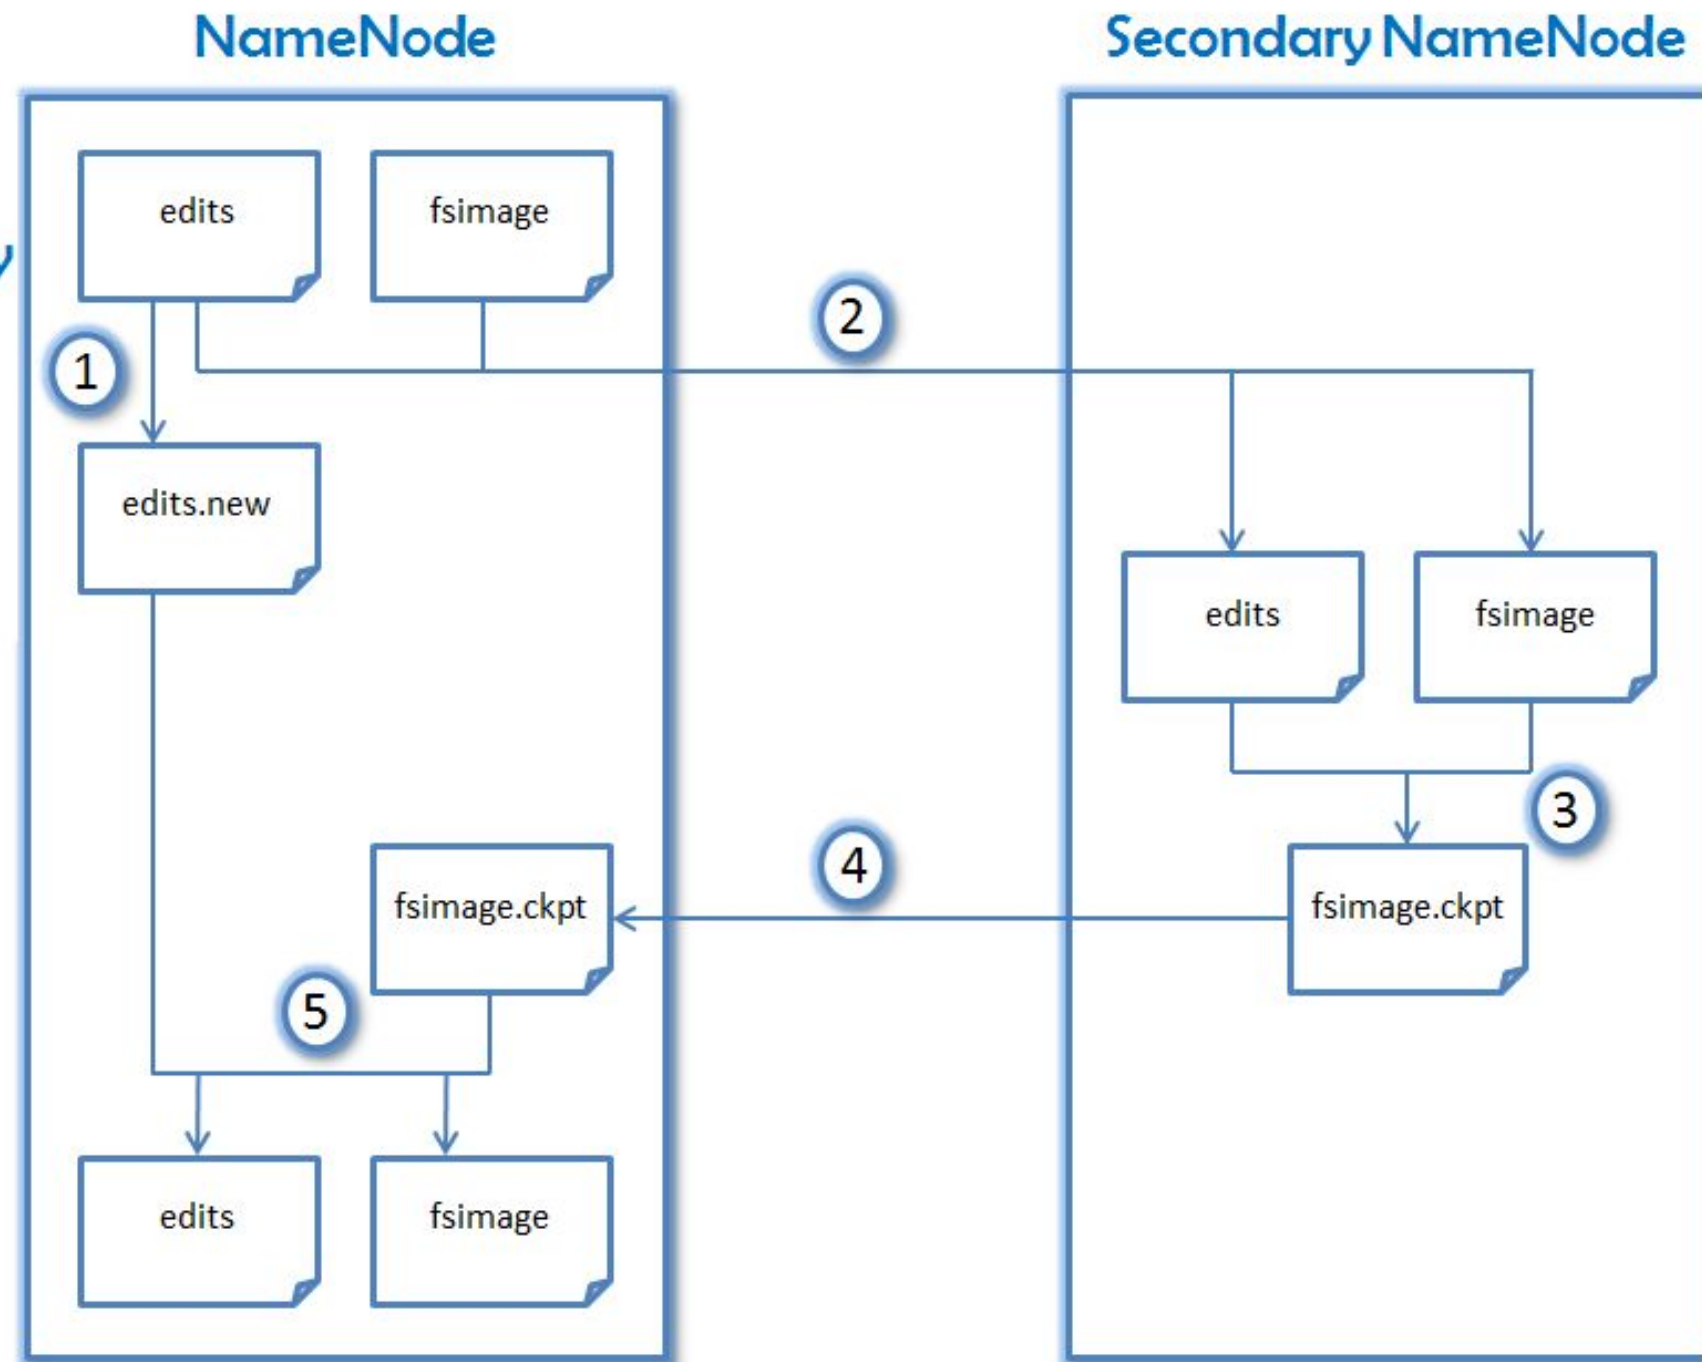 NameNode
Secondary NameNode
edits
fsimage
y
2
1
edits.new
edits
fsimage
3
4
fsimage.ckpt
fsimage.ckpt
5
edits
fsimage